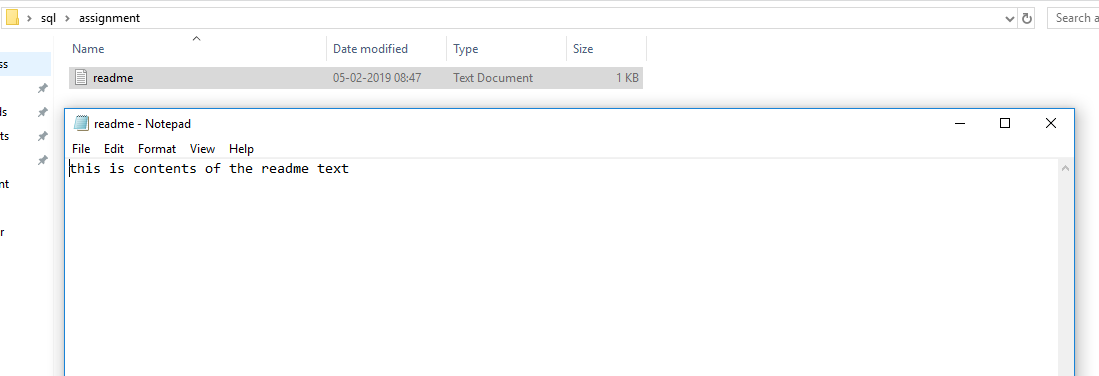 sql assignment Search a
Name Date modified Type Size
ss
readme 05-02-2019 08:47 Text Document 1 KB
ls
ts
nt
r
readme - Notepad
File Edit Format View Help
this is contents of the readme text